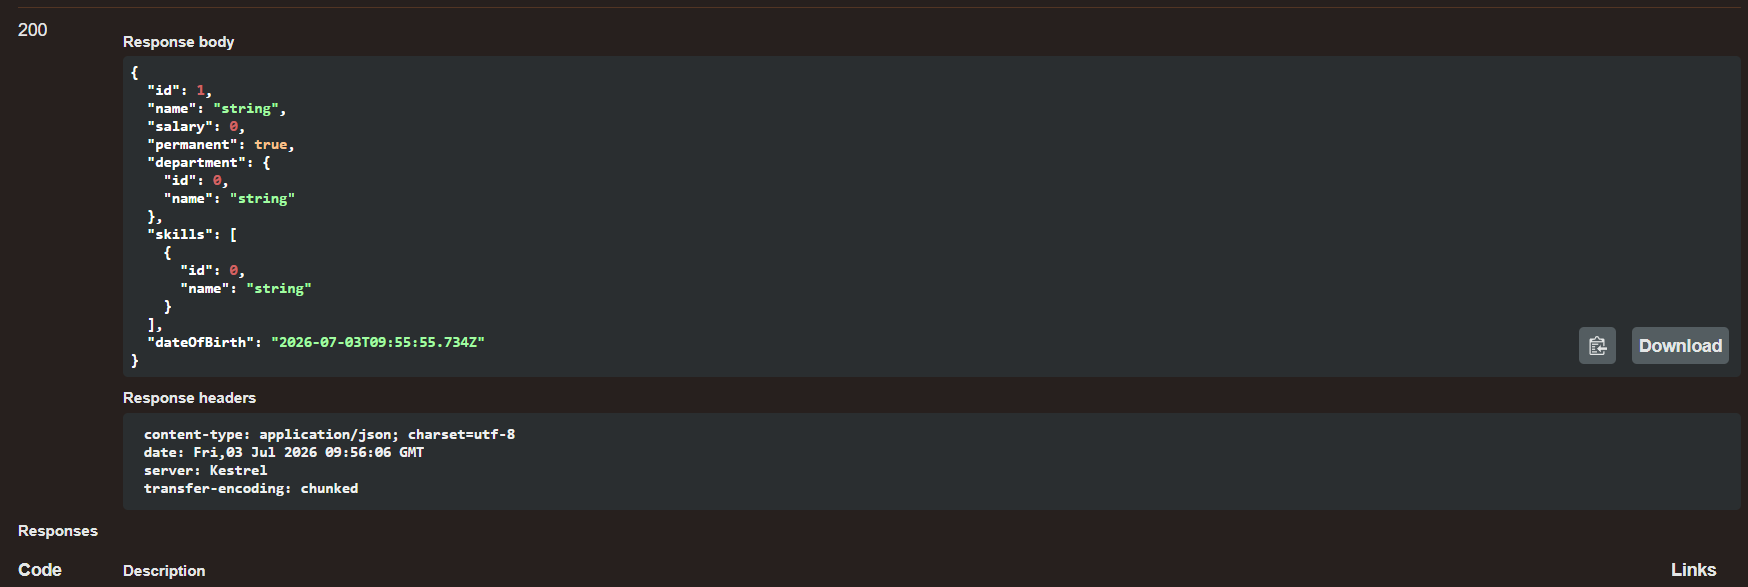 200
Response body
{
  "id": 1,
  "name": "string",
  "salary": 0,
  "permanent": true,
  "department": {
    "id": 0,
    "name": "string"
  },
  "skills": [
    {
      "id": 0,
      "name": "string"
    }
  ],
  "dateOfBirth": "2026-07-03T09:55:55.734Z"
}
Download
Response headers
content-type: application/json; charset=utf-8
date: Fri,03 Jul 2026 09:56:06 GMT
server: Kestrel
transfer-encoding: chunked
Responses
Code Description Links